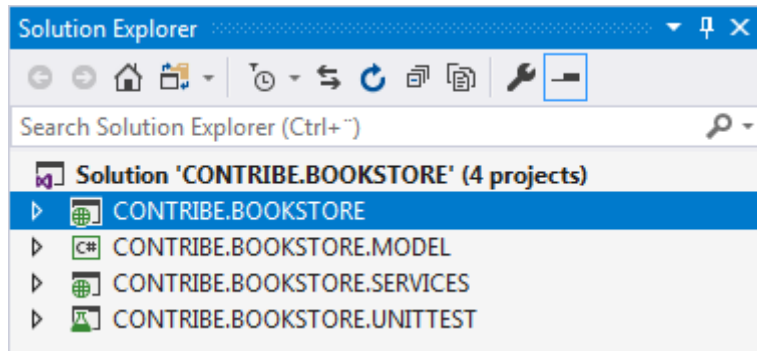 Solution Explorer
Search Solution Explorer (Ctrl+¨)
Solution 'CONTRIBE.BOOKSTORE' (4 projects)
CONTRIBE.BOOKSTORE
C# CONTRIBE.BOOKSTORE.MODEL
CONTRIBE.BOOKSTORE.SERVICES
CONTRIBE.BOOKSTORE.UNITTEST